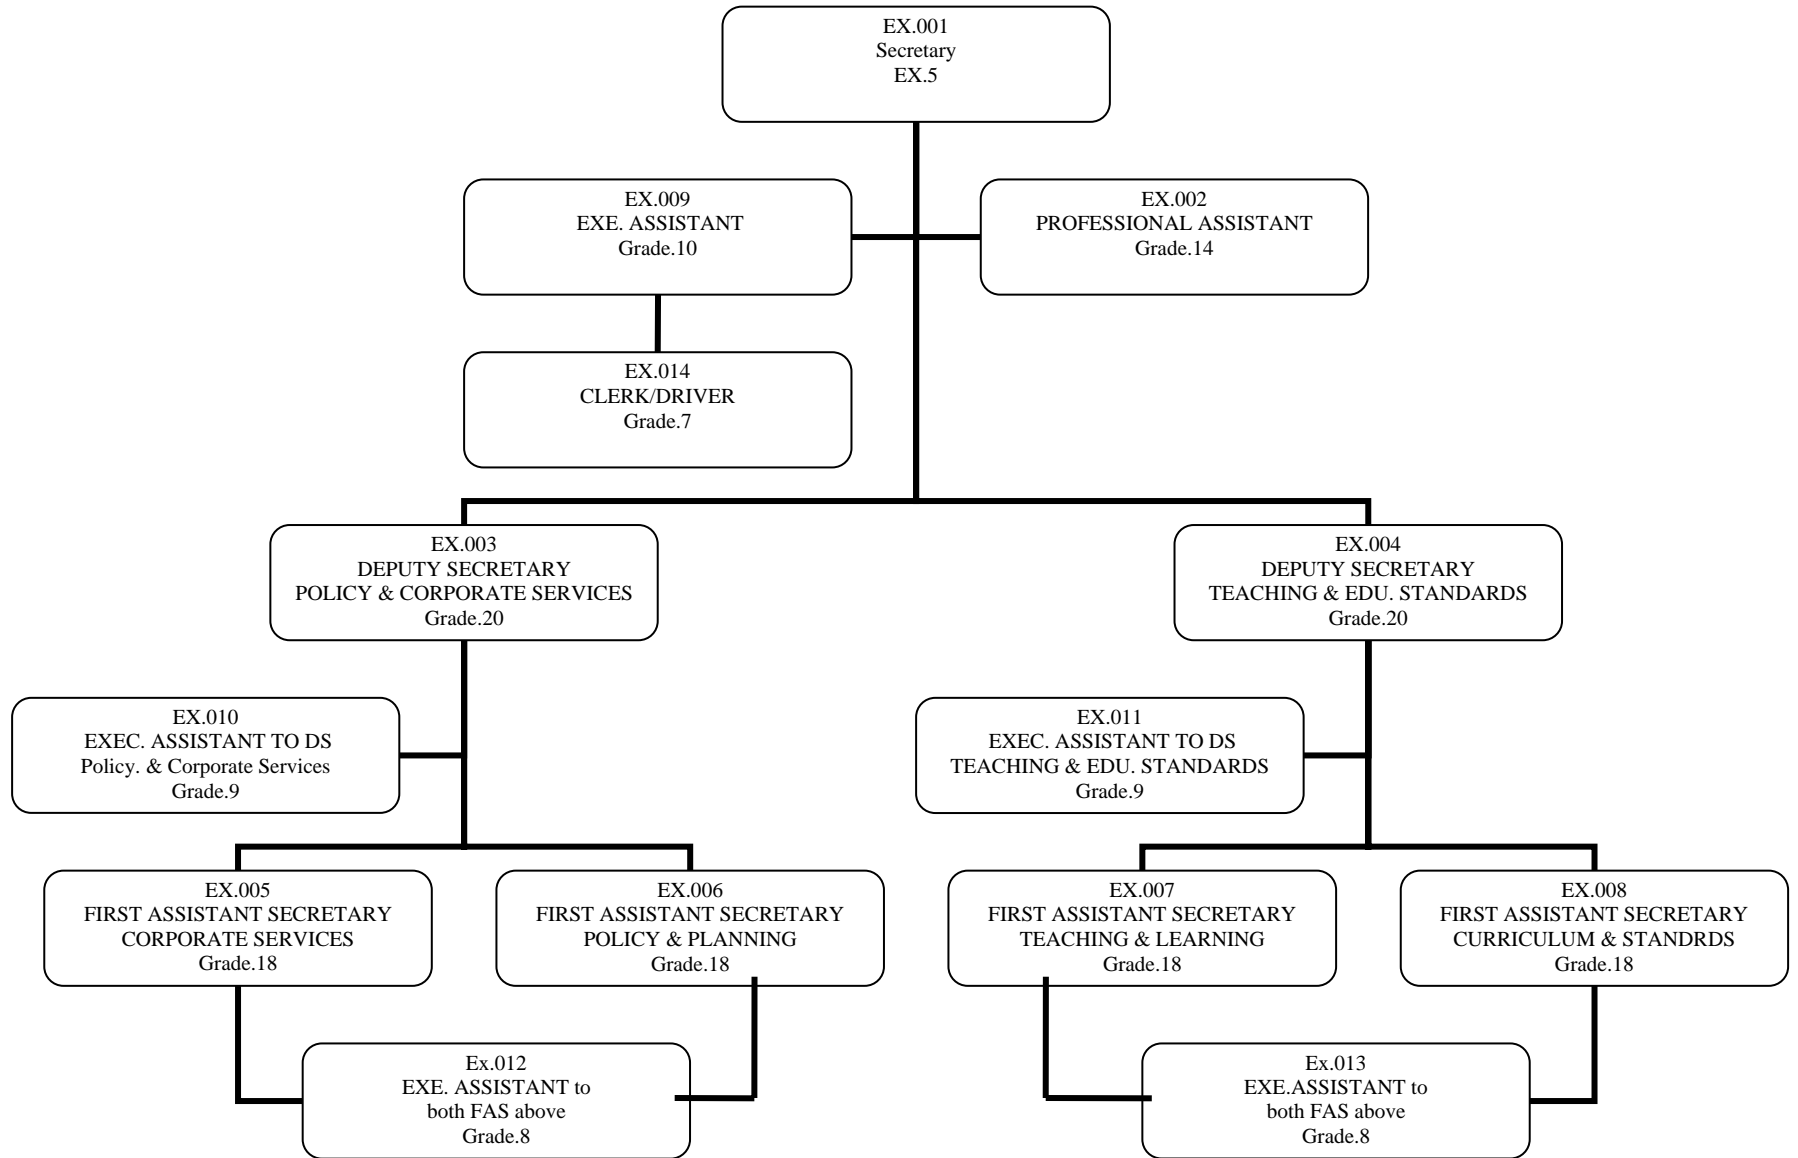 EX.001
Secretary
EX.5
EX.009
EXE. ASSISTANT
Grade.10
EX.002
PROFESSIONAL ASSISTANT
Grade.14
EX.014
CLERK/DRIVER
Grade.7
EX.003
DEPUTY SECRETARY
POLICY & CORPORATE SERVICES
Grade.20
EX.004
DEPUTY SECRETARY
TEACHING & EDU. STANDARDS
Grade.20
EX.010
EXEC. ASSISTANT TO DS
Policy. & Corporate Services
Grade.9
EX.011
EXEC. ASSISTANT TO DS
TEACHING & EDU. STANDARDS
Grade.9
EX.005
FIRST ASSISTANT SECRETARY
CORPORATE SERVICES
Grade.18
EX.006
FIRST ASSISTANT SECRETARY
POLICY & PLANNING
Grade.18
EX.007
FIRST ASSISTANT SECRETARY
TEACHING & LEARNING
Grade.18
EX.008
FIRST ASSISTANT SECRETARY
CURRICULUM & STANDRDS
Grade.18
Ex.012
EXE. ASSISTANT to
both FAS above
Grade.8
Ex.013
EXE.ASSISTANT to
both FAS above
Grade.8